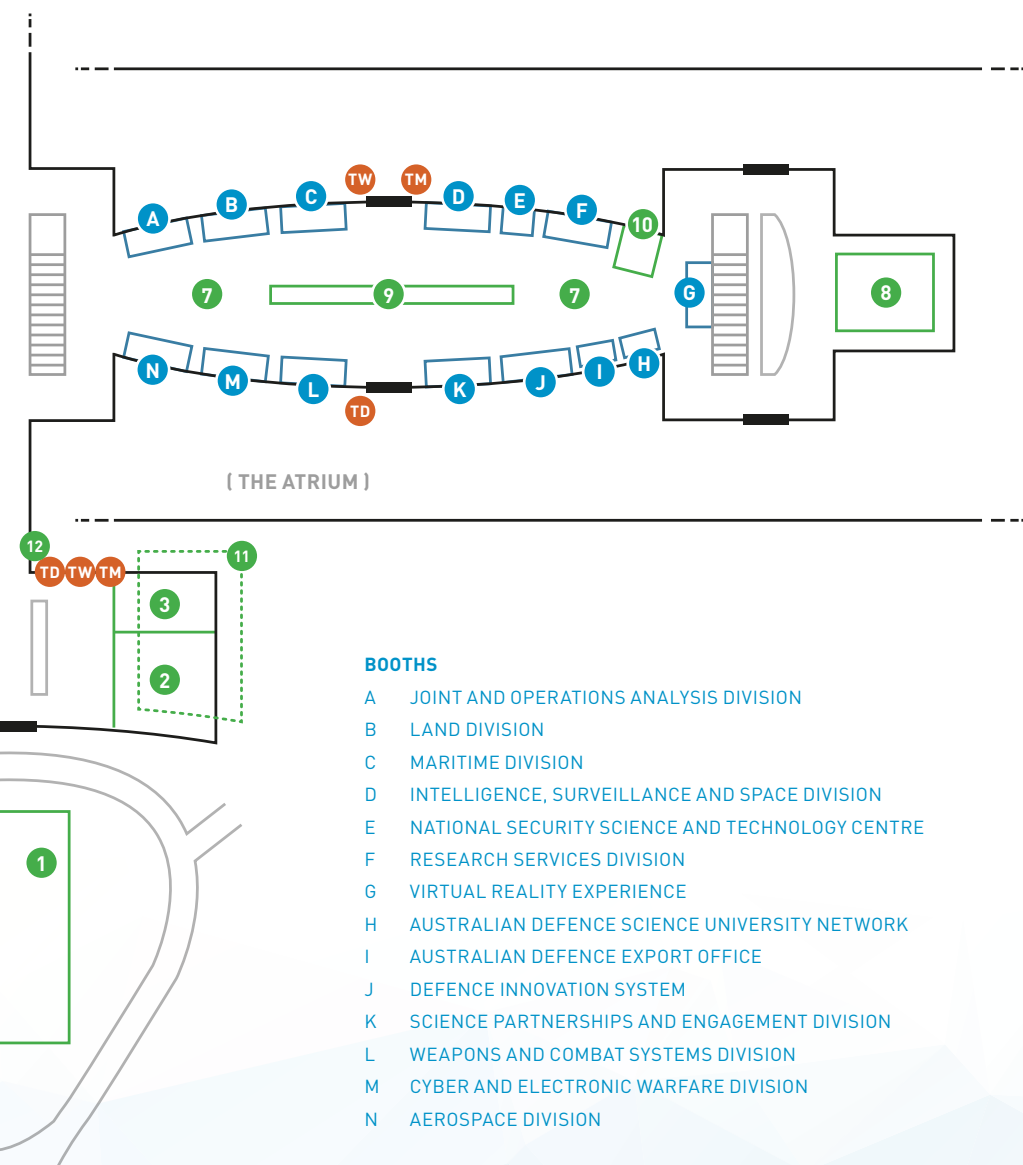 TW TM
A B C D E F 10
7 9 7 G 8
N M L K J I H
TD
( THE ATRIUM )
12 11
TD TW TM
3
2
1
BOOTHS
A JOINT AND OPERATIONS ANALYSIS DIVISION
B LAND DIVISION
C MARITIME DIVISION
D INTELLIGENCE, SURVEILLANCE AND SPACE DIVISION
E NATIONAL SECURITY SCIENCE AND TECHNOLOGY CENTRE
F RESEARCH SERVICES DIVISION
G VIRTUAL REALITY EXPERIENCE
H AUSTRALIAN DEFENCE SCIENCE UNIVERSITY NETWORK
I AUSTRALIAN DEFENCE EXPORT OFFICE
J DEFENCE INNOVATION SYSTEM
K SCIENCE PARTNERSHIPS AND ENGAGEMENT DIVISION
L WEAPONS AND COMBAT SYSTEMS DIVISION
M CYBER AND ELECTRONIC WARFARE DIVISION
N AEROSPACE DIVISION